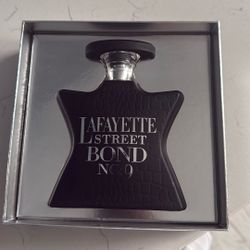 LAFAYETTE
STREET
BOND
NO. 9